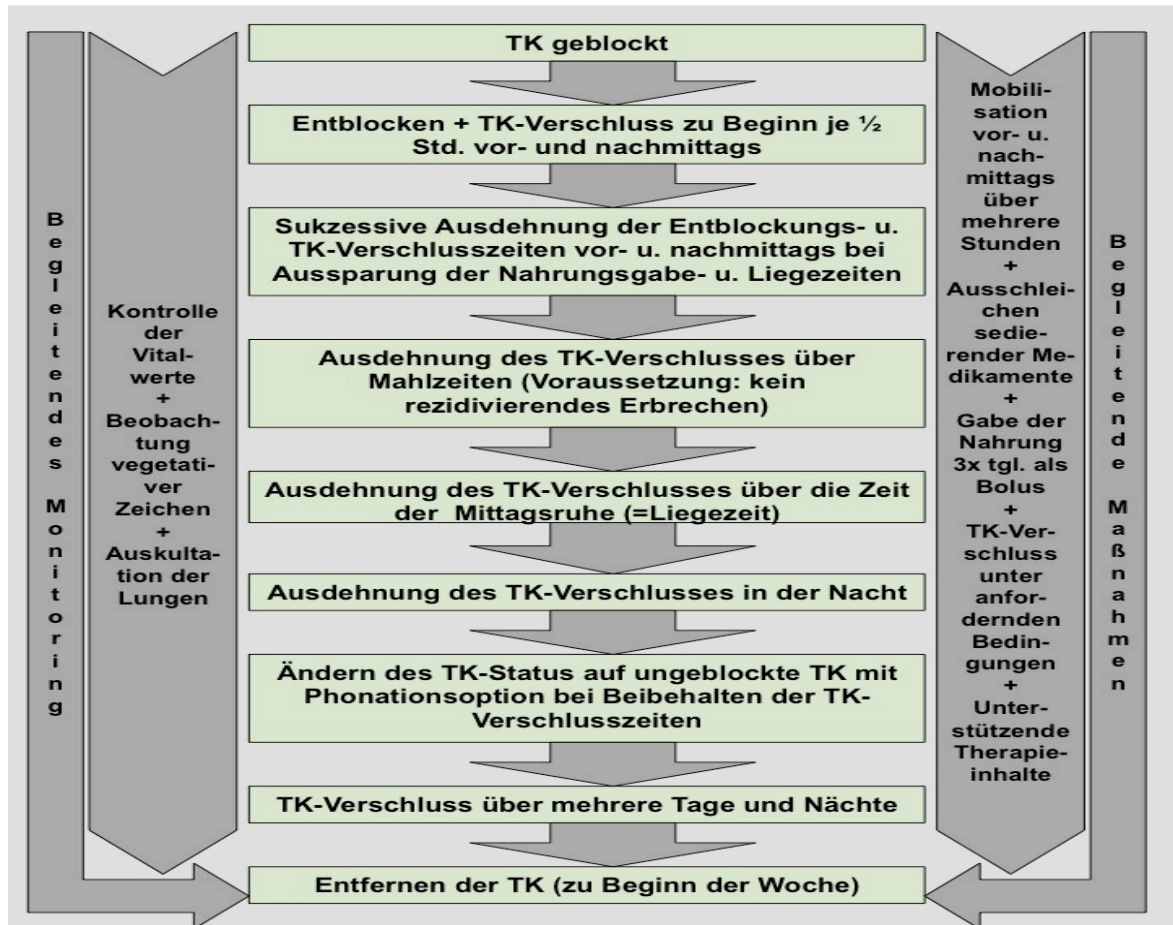 Begleitendes Monitoring
Kontrolle
der
Vital-
werte
+
Beobach-
tung
vegetati-
ver
Zeichen
+
Auskulta-
tion der
Lungen
TK geblockt
Entblocken + TK-Verschluss zu Beginn je ½
Std. vor- und nachmittags
Sukzessive Ausdehnung der Entblockungs- u.
TK-Verschlusszeiten vor- u. nachmittags bei
Aussparung der Nahrungsgabe- u. Liegezeiten
Ausdehnung des TK-Verschlusses über
Mahlzeiten (Voraussetzung: kein
rezidivierendes Erbrechen)
Ausdehnung des TK-Verschlusses über die Zeit
der Mittagsruhe (=Liegezeit)
Ausdehnung des TK-Verschlusses in der Nacht
Ändern des TK-Status auf ungeblockte TK mit
Phonationsoption bei Beibehalten der TK-
Verschlusszeiten
TK-Verschluss über mehrere Tage und Nächte
Entfernen der TK (zu Beginn der Woche)
Mobili-
sation
vor- u.
nach-
mittags
über
mehrere
Stunden
+
Ausschlei-
chen
sedie-
render Me-
dikamente
+
Gabe der
Nahrung
3x tgl. als
Bolus
+
TK-Ver-
schluss
unter
anfor-
dernden
Bedin-
gungen
+
Unter-
stützende
Therapie-
inhalte
Begleitende Maßnahmen